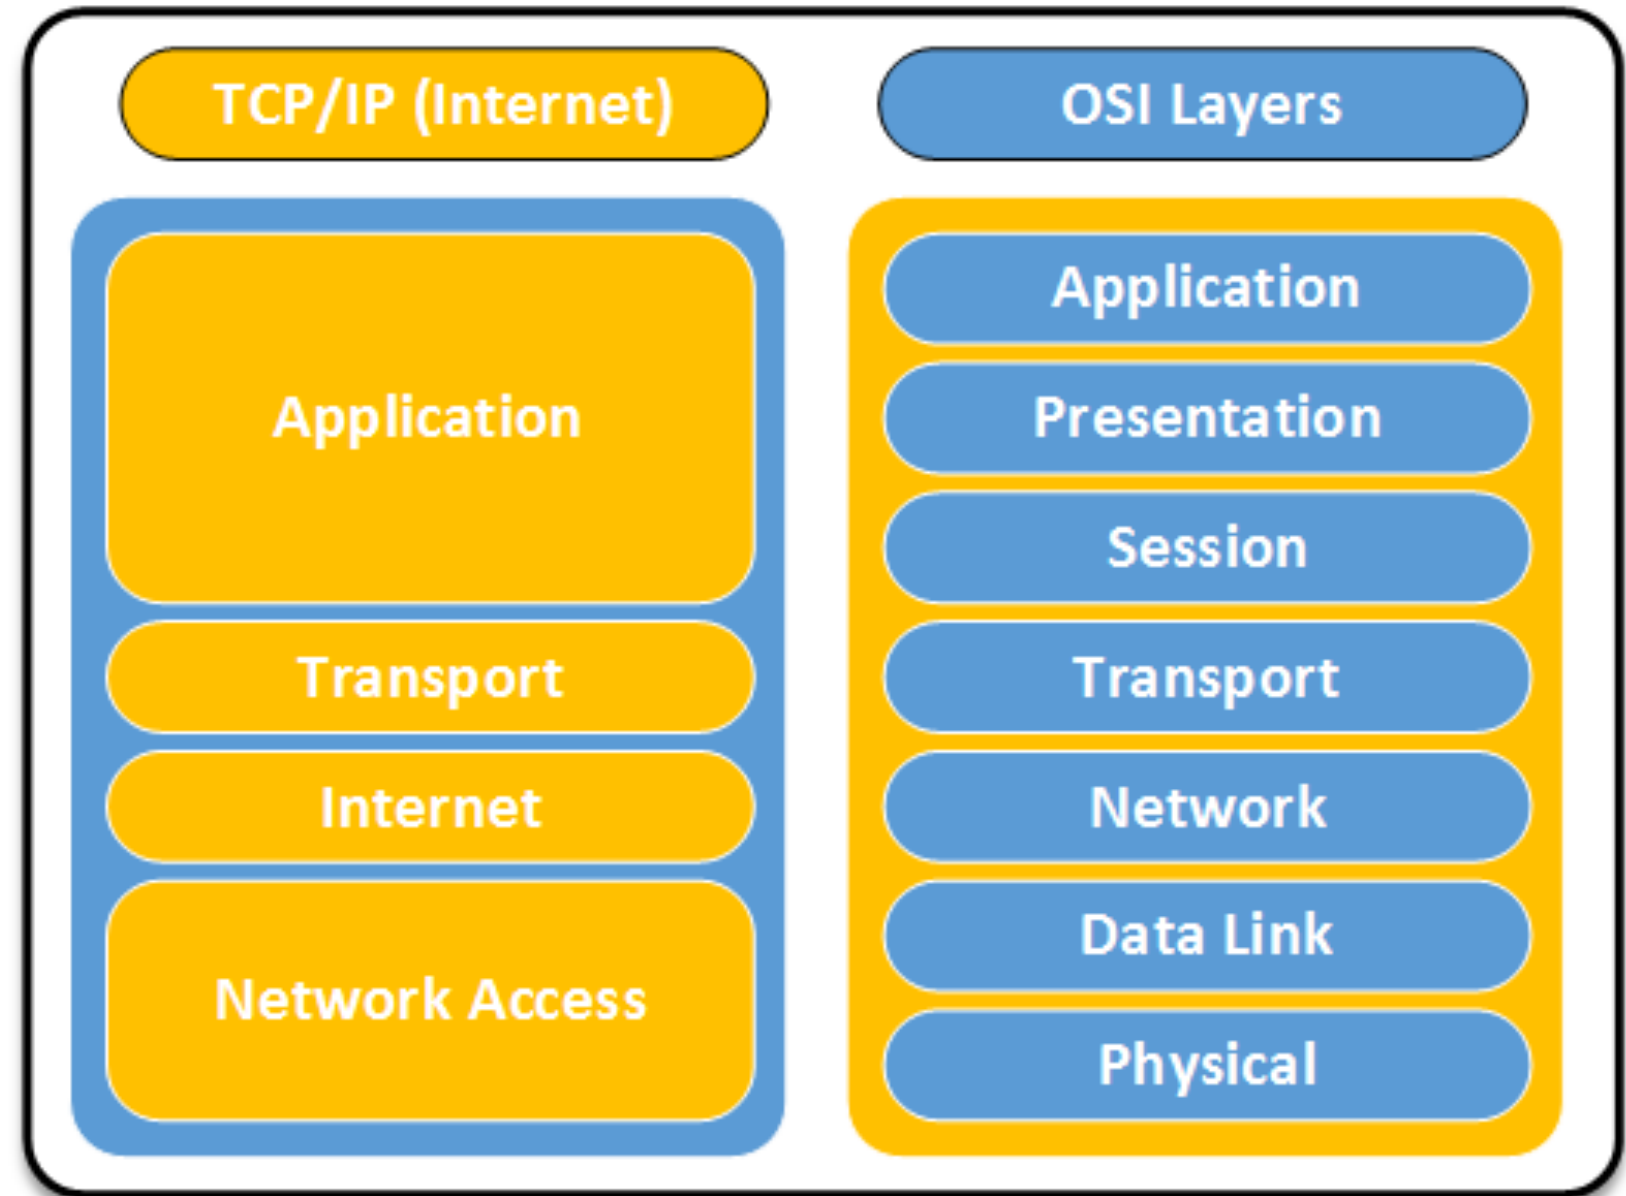 TCP/IP (Internet)
Application
Transport
Internet
Network Access
OSI Layers
Application
Presentation
Session
Transport
Network
Data Link
Physical